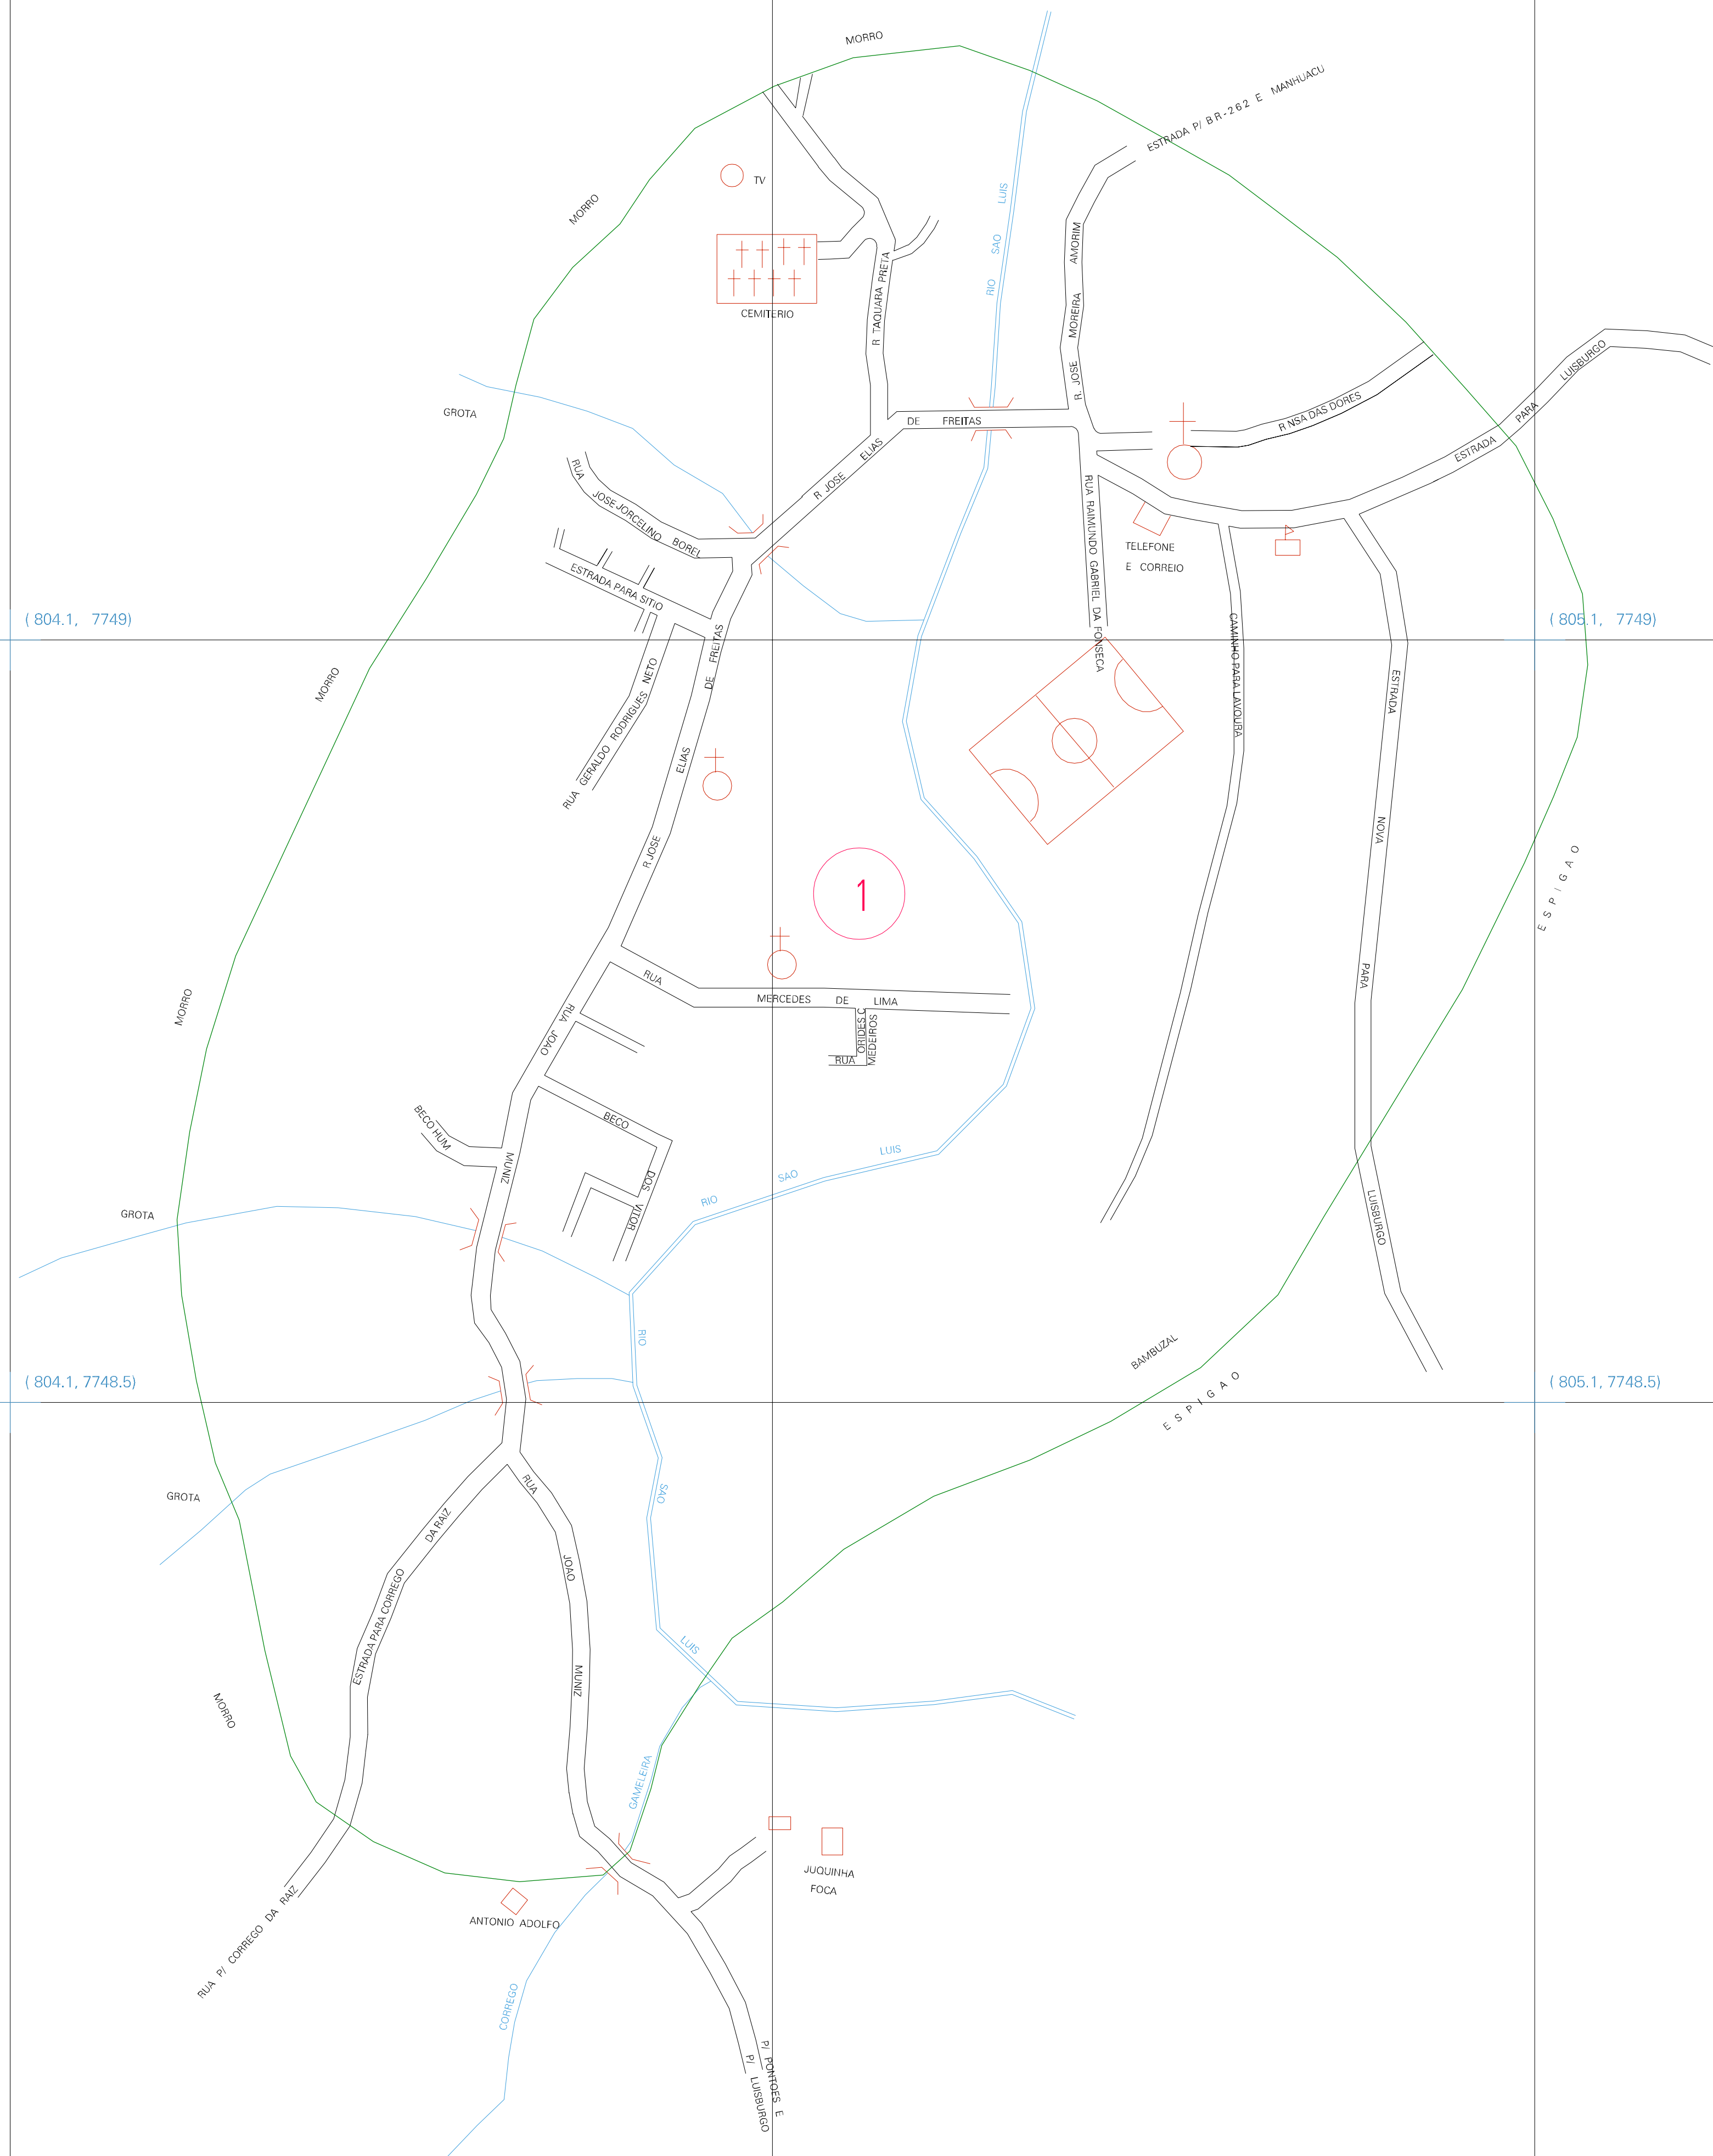 MORRO
ESTRADA P/ BR-262 E MANHUACU
MORRO
TV
RIO SAO LUIS
R. JOSE MOREIRA AMORIM
CEMITERIO
R TAQUARA PRETA
ESTRADA PARA LUISBURGO
GROTA
R JOSE ELIAS DE FREITAS
R NSA DAS DORES
RUA JOSE JORCELINO BOREL
RUA RAIMUNDO GABRIEL DA FONSECA
TELEFONE
E CORREIO
ESTRADA PARA SITIO
( 804.1, 7749)
( 805.1, 7749)
MORRO
RUA GERALDO RODRIGUES NETO
R JOSE ELIAS DE FREITAS
CAMINHO PARA LAVOURA
ESTRADA NOVA PARA LUISBURGO
1
ESPIGAO
MORRO
RUA MERCEDES DE LIMA
RUA ORIDES C
MEDEIROS
RUA JOAO MUNIZ
BECO HUM
BECO DOS VITOR
GROTA
RIO SAO LUIS
BAMBUZAL
ESPIGAO
( 804.1, 7748.5)
( 805.1, 7748.5)
RIO SAO LUIS
GROTA
RUA JOAO MUNIZ
ESTRADA PARA CORREGO DA RAIZ
MORRO
CORREGO GAMELEIRA
JUQUINHA
FOCA
ANTONIO ADOLFO
RUA P/ CORREGO DA RAIZ
P/ PONTOES E
P/ LUISBURGO